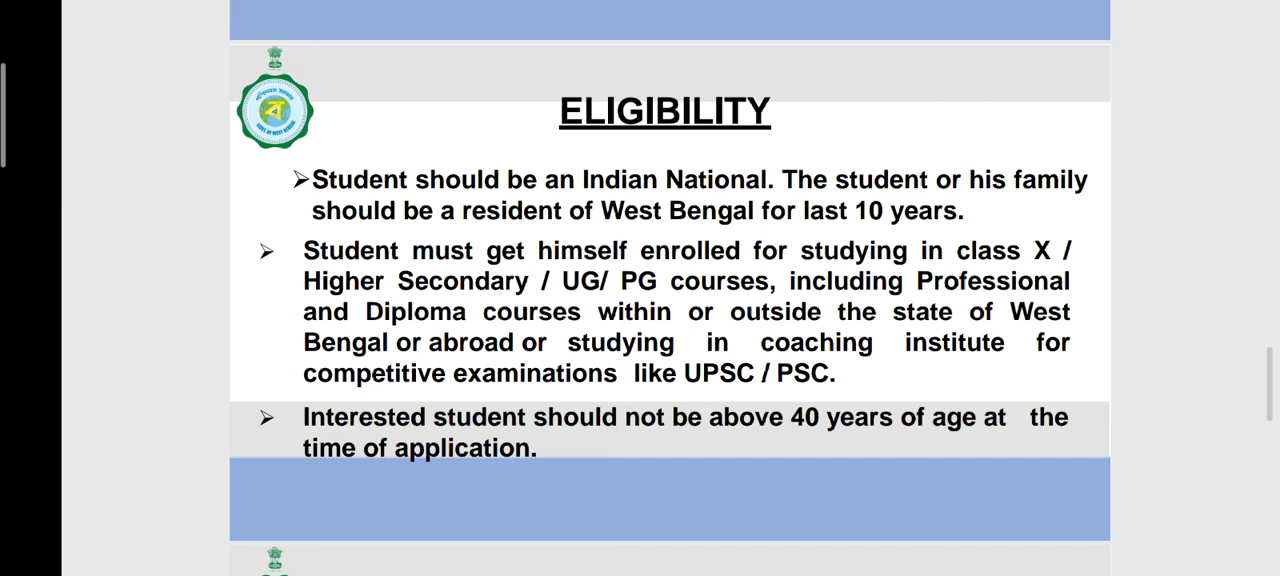 ELIGIBILITY
➢Student should be an Indian National. The student or his family
should be a resident of West Bengal for last 10 years.
➢ Student must get himself enrolled for studying in class X /
Higher Secondary / UG/ PG courses, including Professional
and Diploma courses within or outside the state of West
Bengal or abroad or studying in coaching institute for
competitive examinations like UPSC / PSC.
➢ Interested student should not be above 40 years of age at the
time of application.